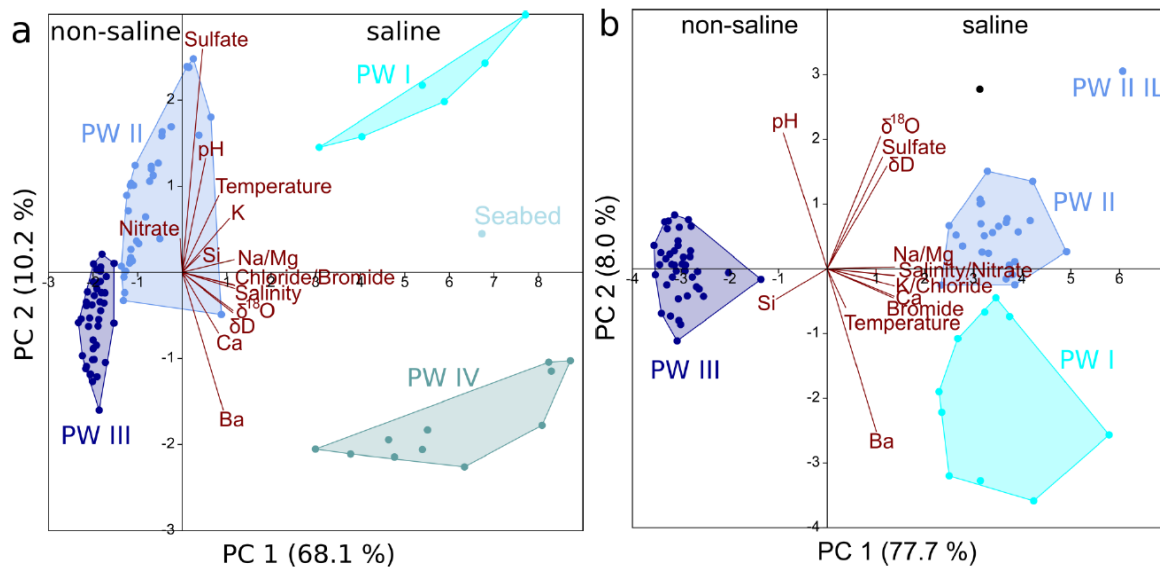 a
non-saline
saline
Sulfate
PW I
PW II
2
pH
1
Temperature
K
Nitrate
Seabed
Si
Na/Mg
Chloride/Bromide
-1
1
2
3
4
5
6
7
8
Salinity
δ18O
δD
Ca
-1
PW IV
PW III
Ba
-2
-3
PC 2 (10.2 %)
PC 1 (68.1 %)
b
non-saline
saline
3
PW II IL
pH
δ18O
2
Sulfate
δD
1
PW II
Na/Mg
Salinity/Nitrate
-4
-3
-2
-1
5
6
K/Chloride
Ca
Si
Bromide
Temperature
-1
PW III
PW I
-2
Ba
-3
-4
PC 2 (8.0 %)
PC 1 (77.7 %)